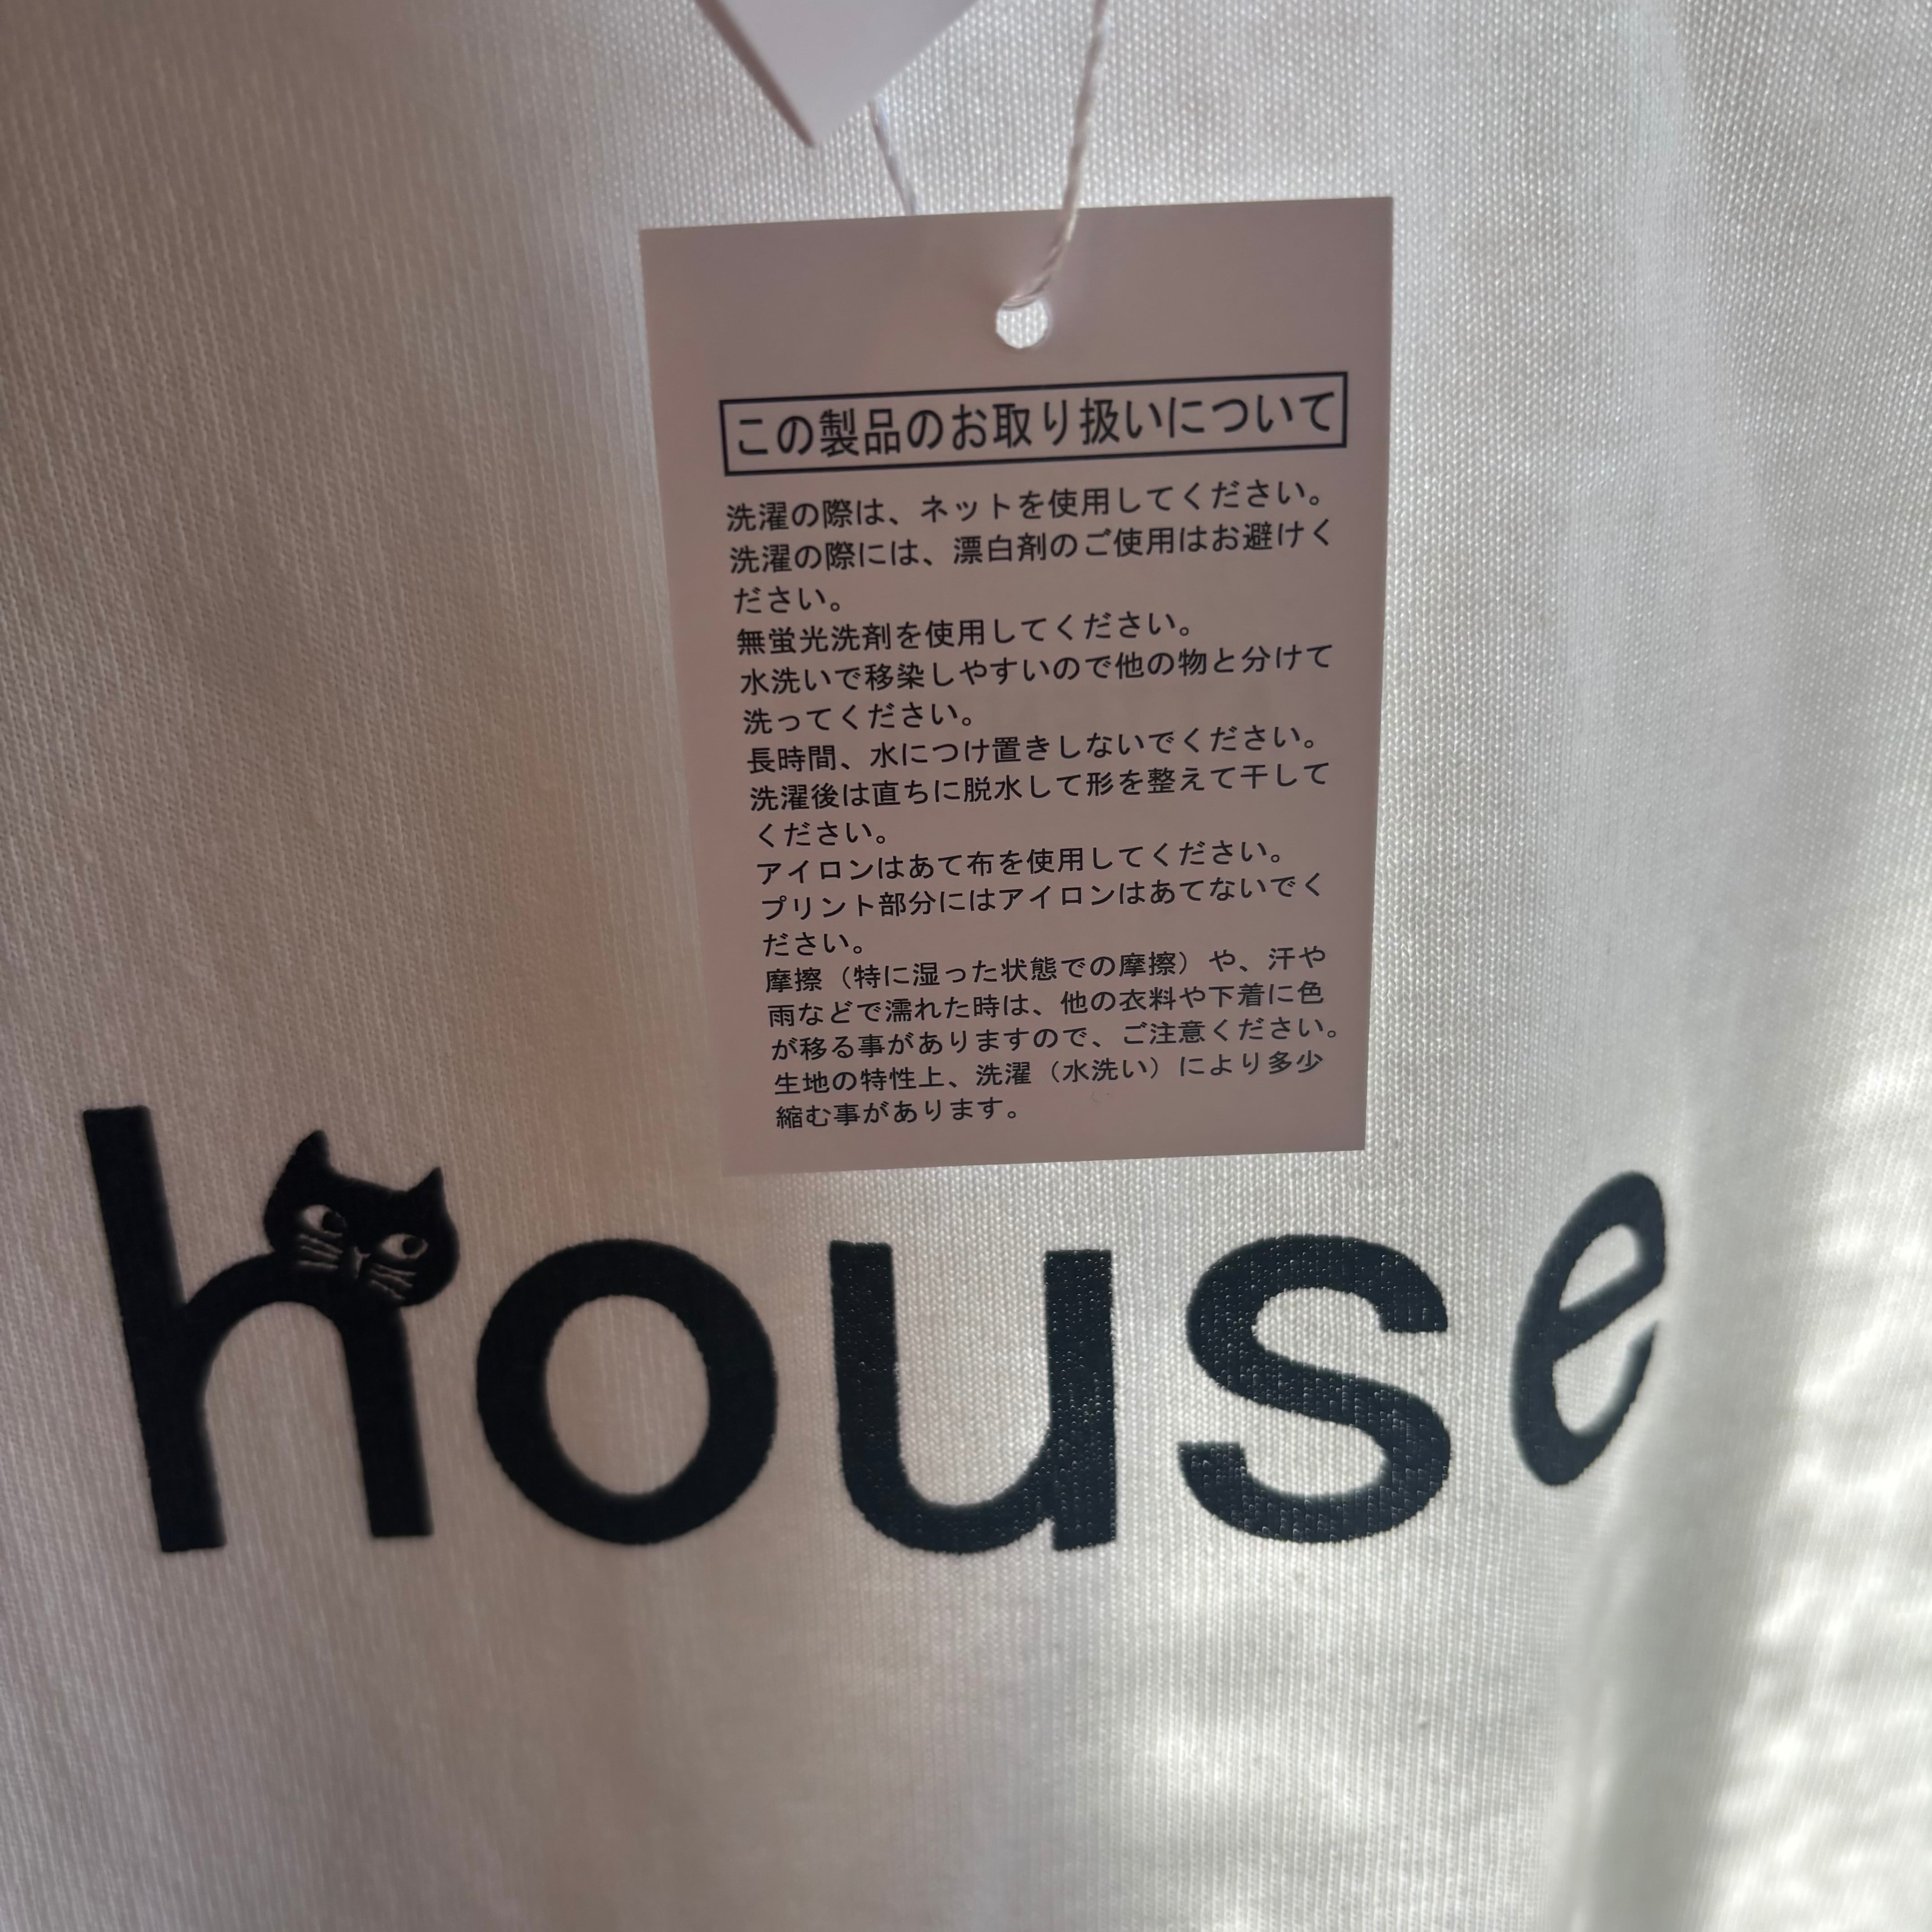 この製品のお取り扱いについて
洗濯の際は、ネットを使用してください。
洗濯の際には、漂白剤のご使用はお避けく
ださい。
無蛍光洗剤を使用してください。
水洗いで移染しやすいので他の物と分けて
洗ってください。
長時間、水につけ置きしないでください。
洗濯後は直ちに脱水して形を整えて干して
ください。
アイロンはあて布を使用してください。
プリント部分にはアイロンはあてないでく
ださい。
摩擦（特に湿った状態での摩擦）や、汗や
雨などで濡れた時は、他の衣料や下着に色
が移る事がありますので、ご注意ください。
生地の特性上、洗濯（水洗い）により多少
縮む事があります。
house